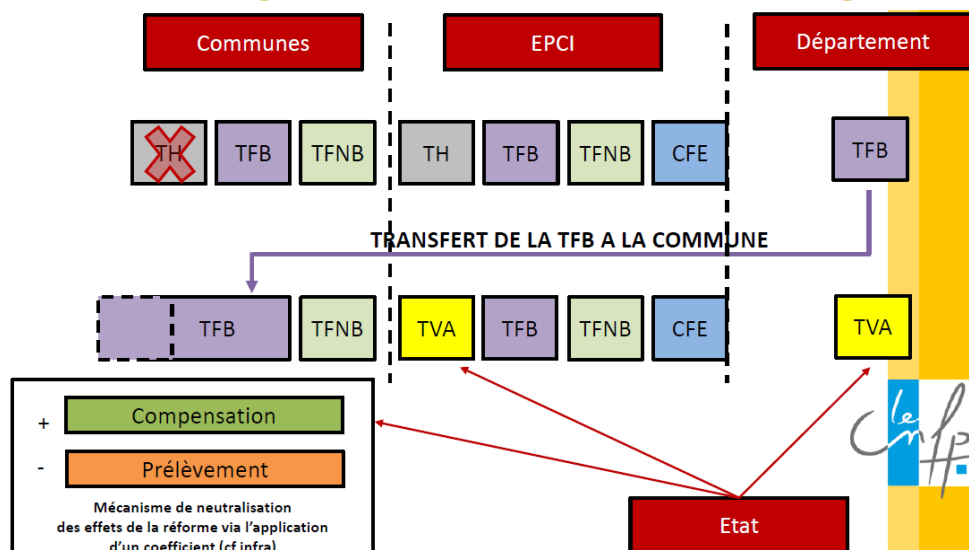 Communes
EPCI
Département
TH
TFB
TFNB
TH
TFB
TFNB
CFE
TFB
TRANSFERT DE LA TFB A LA COMMUNE
TFB
TFNB
TVA
TFB
TFNB
CFE
TVA
+
Compensation
-
Prélèvement
Mécanisme de neutralisation
des effets de la réforme via l'application
d'un coefficient (cf infra)
Etat
le
cnfp